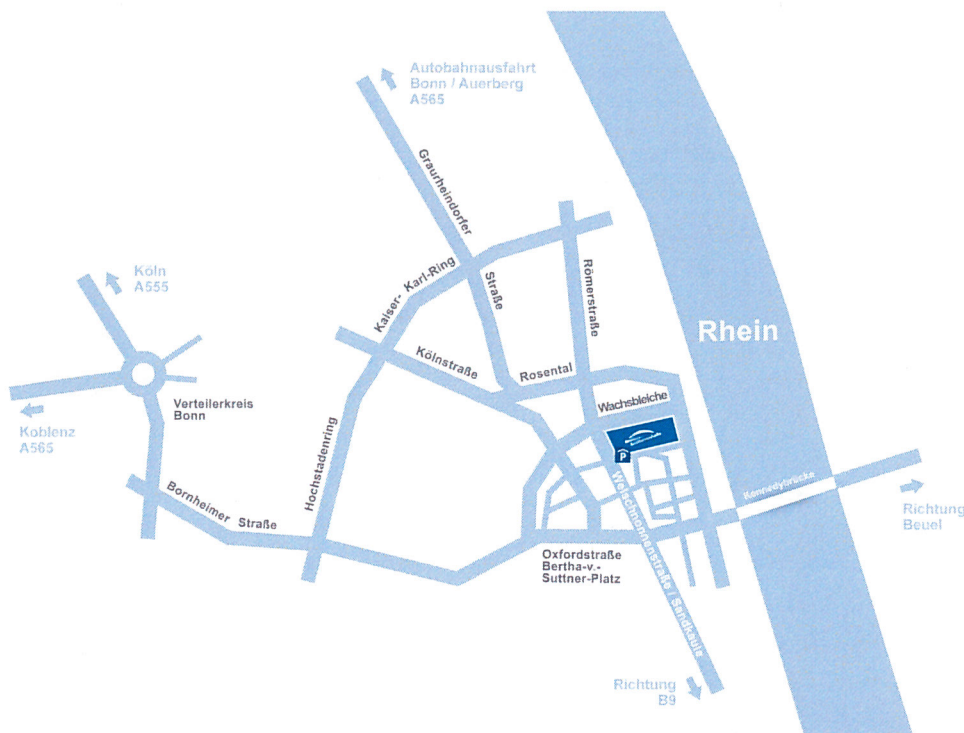 Autobahnausfahrt
Bonn / Auerberg
A565
Graurheindorfer
Straße
Köln
A555
Kaiser- Karl-Ring
Römerstraße
Rhein
Kölnstraße
Rosental
Verteilerkreis
Bonn
Wachsbleiche
Koblenz
A565
Hochstadenring
P
Bornheimer Straße
Kennedybrücke
Welschnonnenstraße / Sandkaule
Richtung
Beuel
Oxfordstraße
Bertha-v.-
Suttner-Platz
Richtung
B9